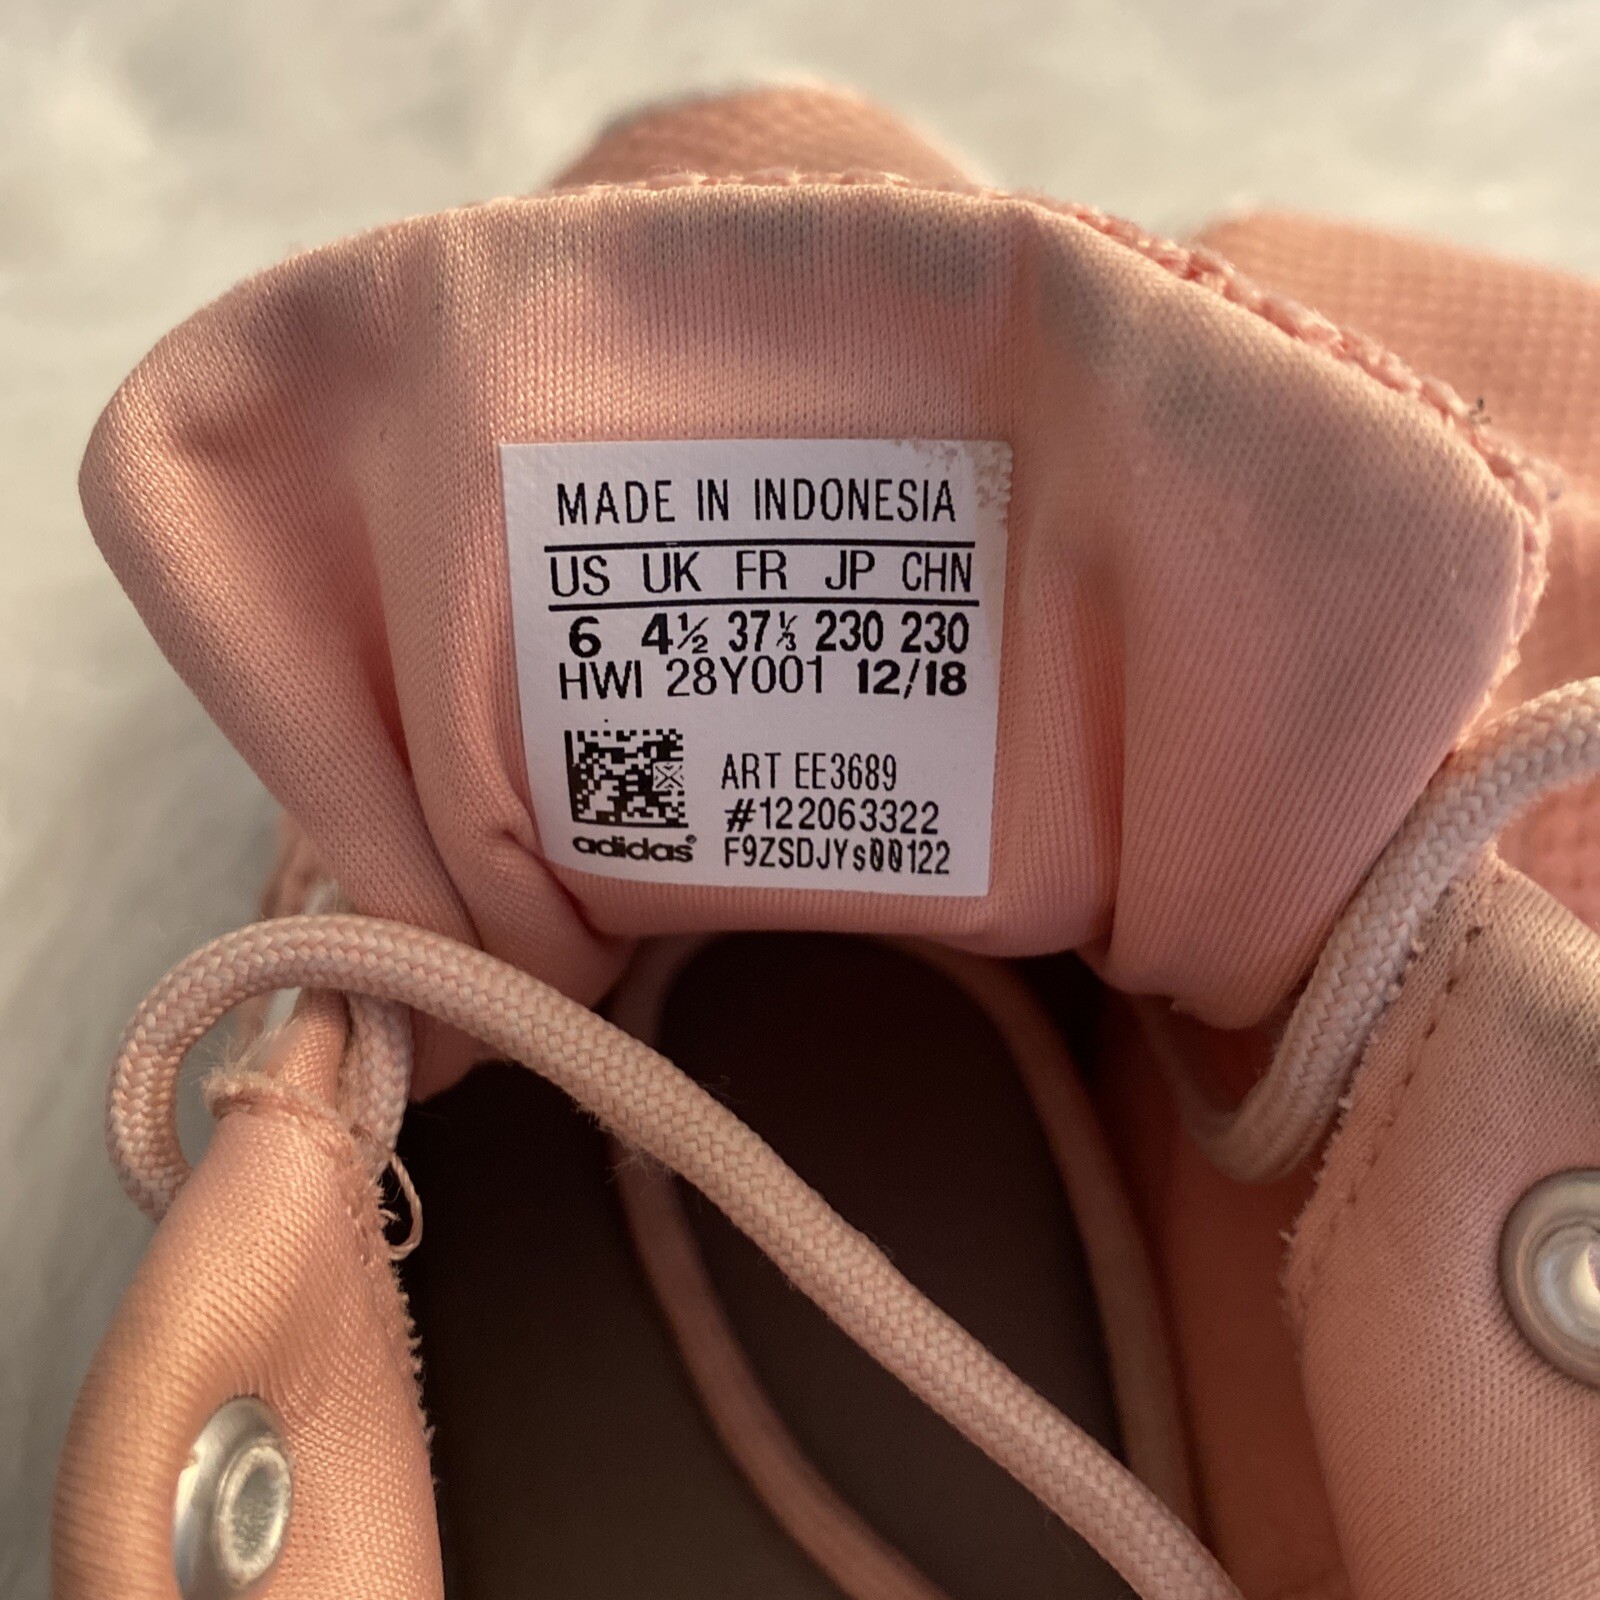 MADE IN INDONESIA
US UK FR JP CHN
6 4½ 37⅓ 230 230
HWI 28Y001 12/18
ART EE3689
#122063322
adidas® F9ZSDJYs00122